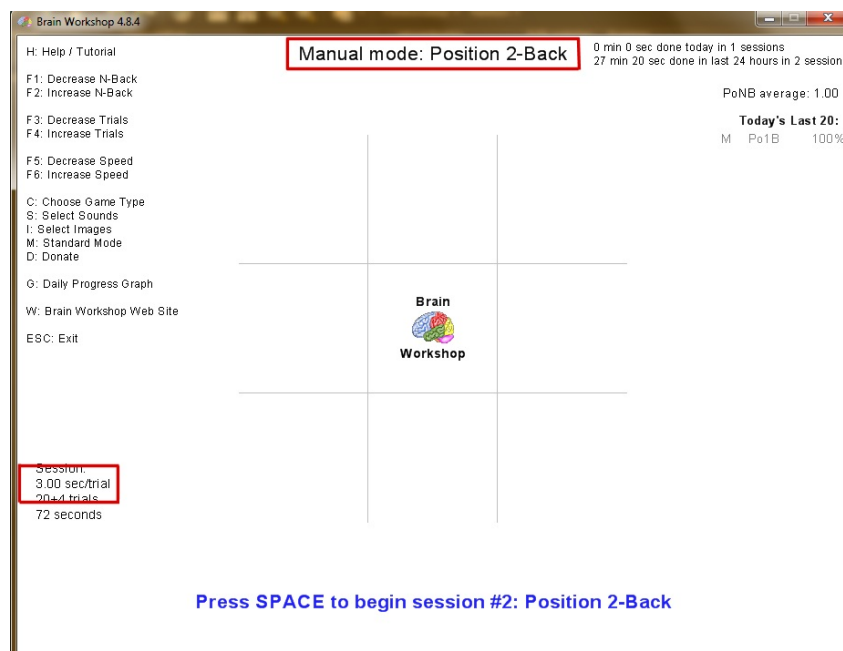 Brain Workshop 4.8.4
H: Help / Tutorial
Manual mode: Position 2-Back
0 min 0 sec done today in 1 sessions
27 min 20 sec done in last 24 hours in 2 session
F1: Decrease N-Back
F2: Increase N-Back
PoNB average: 1.00
F3: Decrease Trials
F4: Increase Trials
Today's Last 20:
M Po1B 100%
F5: Decrease Speed
F6: Increase Speed
C: Choose Game Type
S: Select Sounds
I: Select Images
M: Standard Mode
D: Donate
G: Daily Progress Graph
W: Brain Workshop Web Site
ESC: Exit
Brain
Workshop
Session:
3.00 sec/trial
20+4 trials
72 seconds
Press SPACE to begin session #2: Position 2-Back